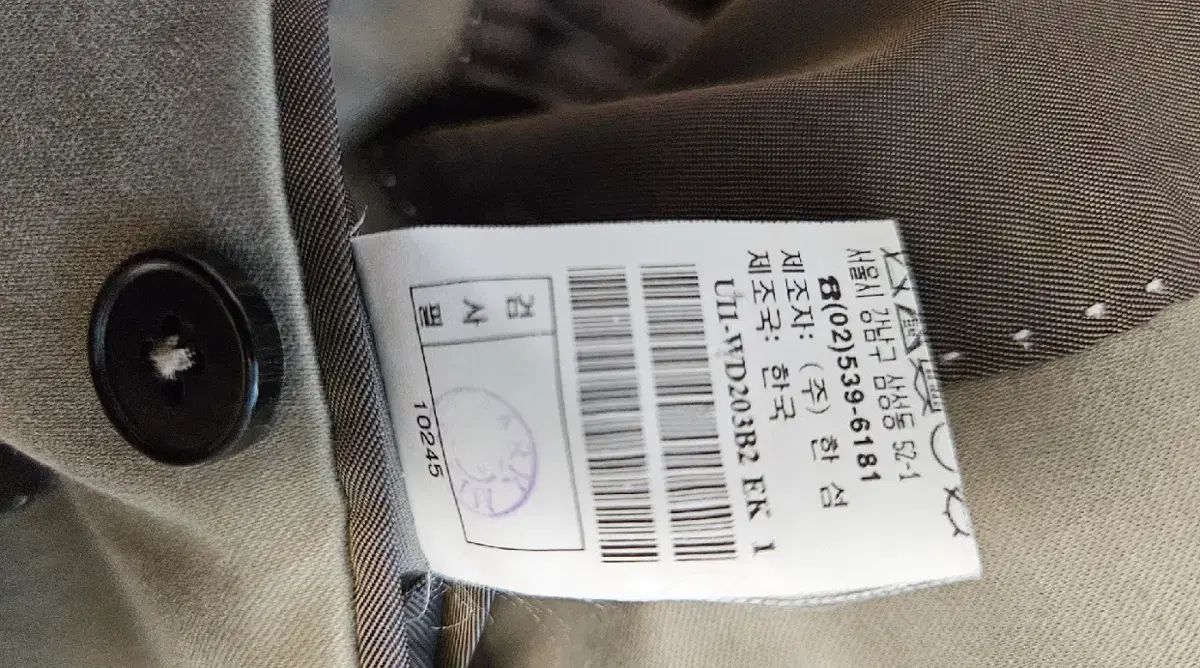 서울시 강남구 삼성동 52-1
☎(02)539-6181
제조자: (주) 한 섬
제조국: 한국
U11-WD203B2 EK 1
검 사 필
10245